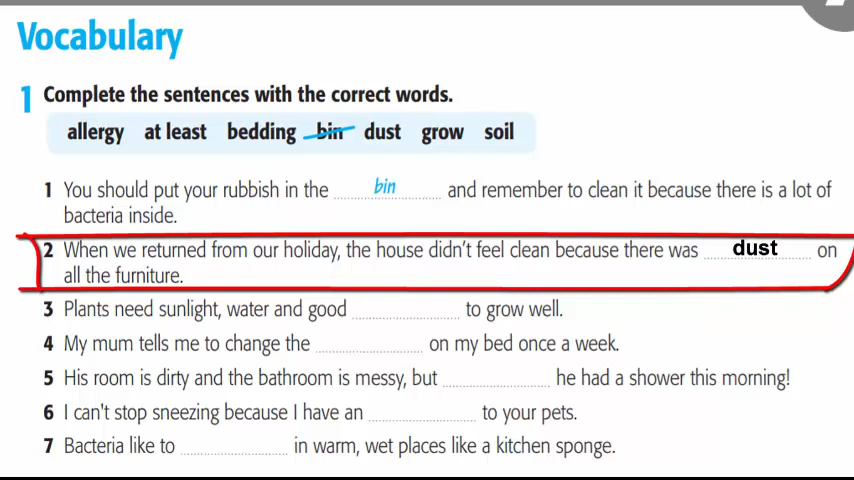 Vocabulary
1 Complete the sentences with the correct words.
allergy at least bedding bin dust grow soil
1 You should put your rubbish in the bin and remember to clean it because there is a lot of
bacteria inside.
2 When we returned from our holiday, the house didn't feel clean because there was dust on
all the furniture.
3 Plants need sunlight, water and good to grow well.
4 My mum tells me to change the on my bed once a week.
5 His room is dirty and the bathroom is messy, but he had a shower this morning!
6 I can't stop sneezing because I have an to your pets.
7 Bacteria like to in warm, wet places like a kitchen sponge.